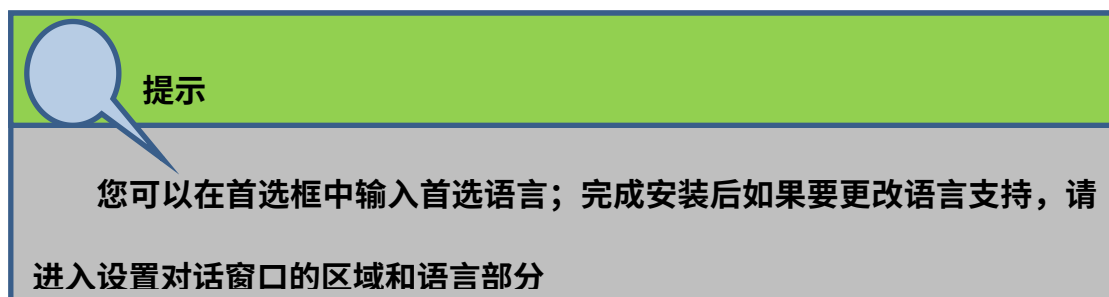 提示
您可以在首选框中输入首选语言；完成安装后如果要更改语言支持，请
进入设置对话窗口的区域和语言部分